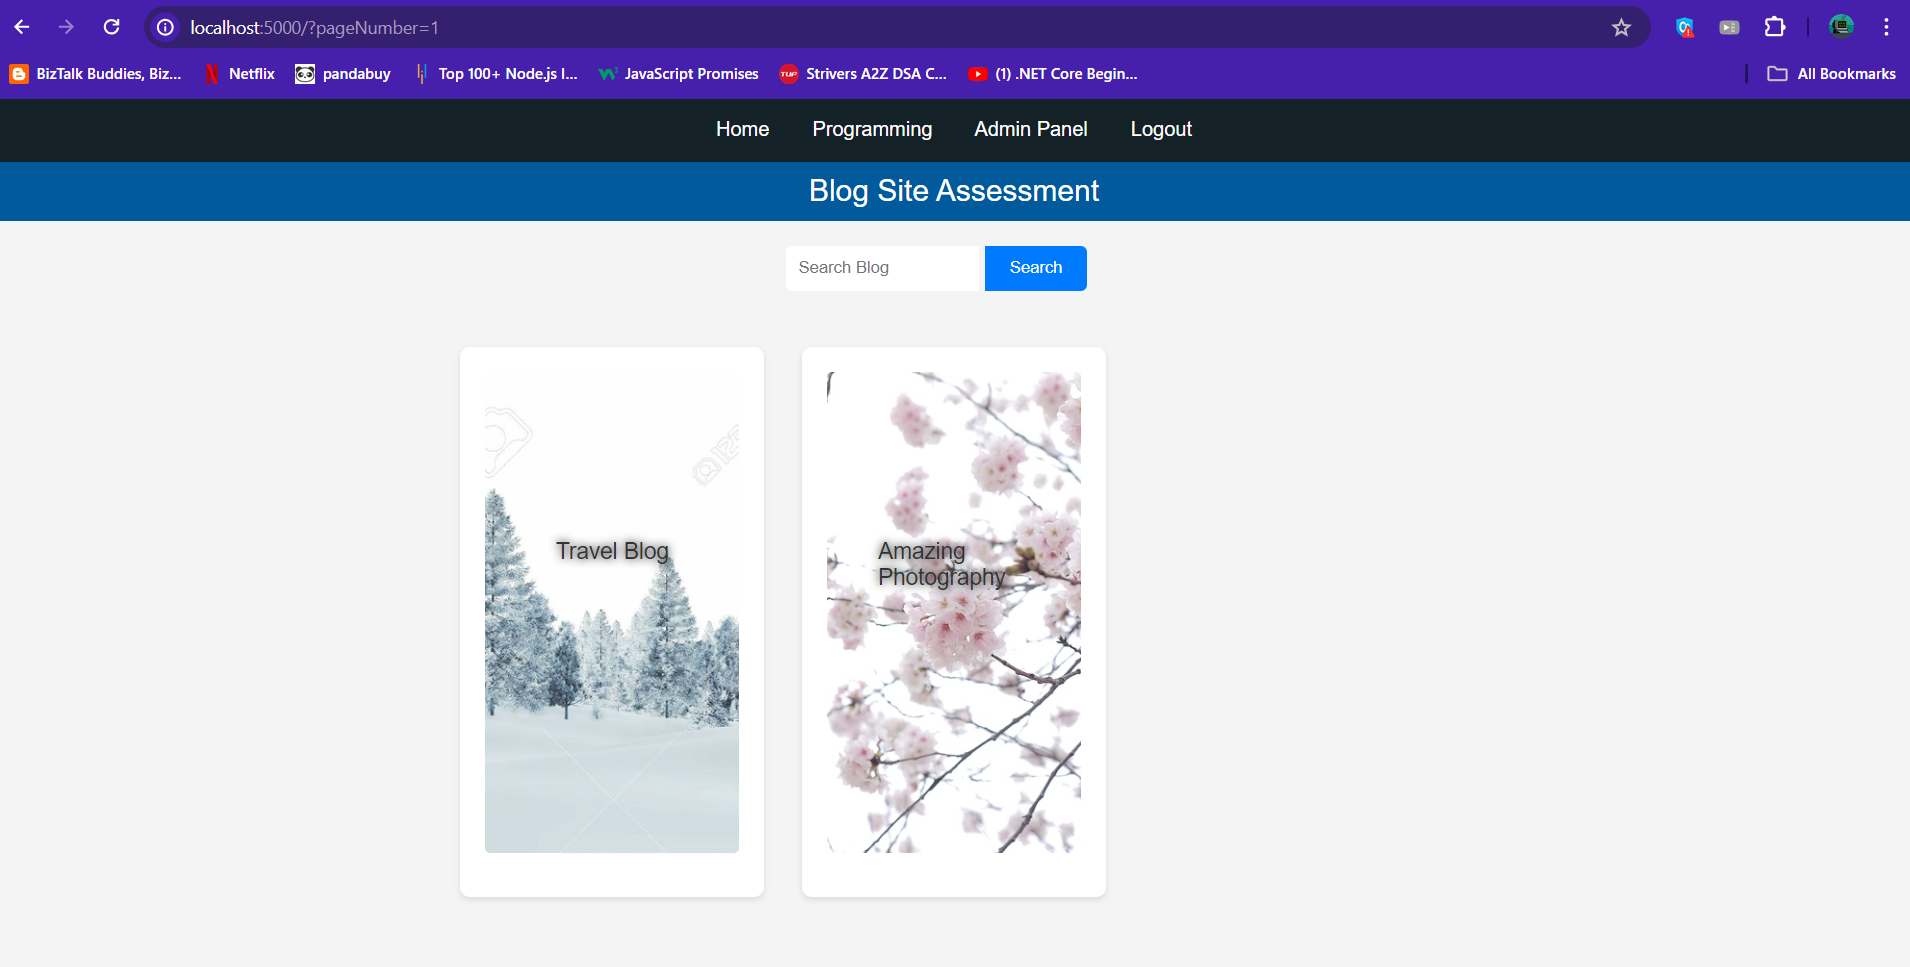 localhost:5000/?pageNumber=1
BizTalk Buddies, Biz... Netflix pandabuy Top 100+ Node.js I... JavaScript Promises TUF Strivers A2Z DSA C... (1) .NET Core Begin... All Bookmarks
Home Programming Admin Panel Logout
Blog Site Assessment
Search Blog Search
Travel Blog
Amazing
Photography